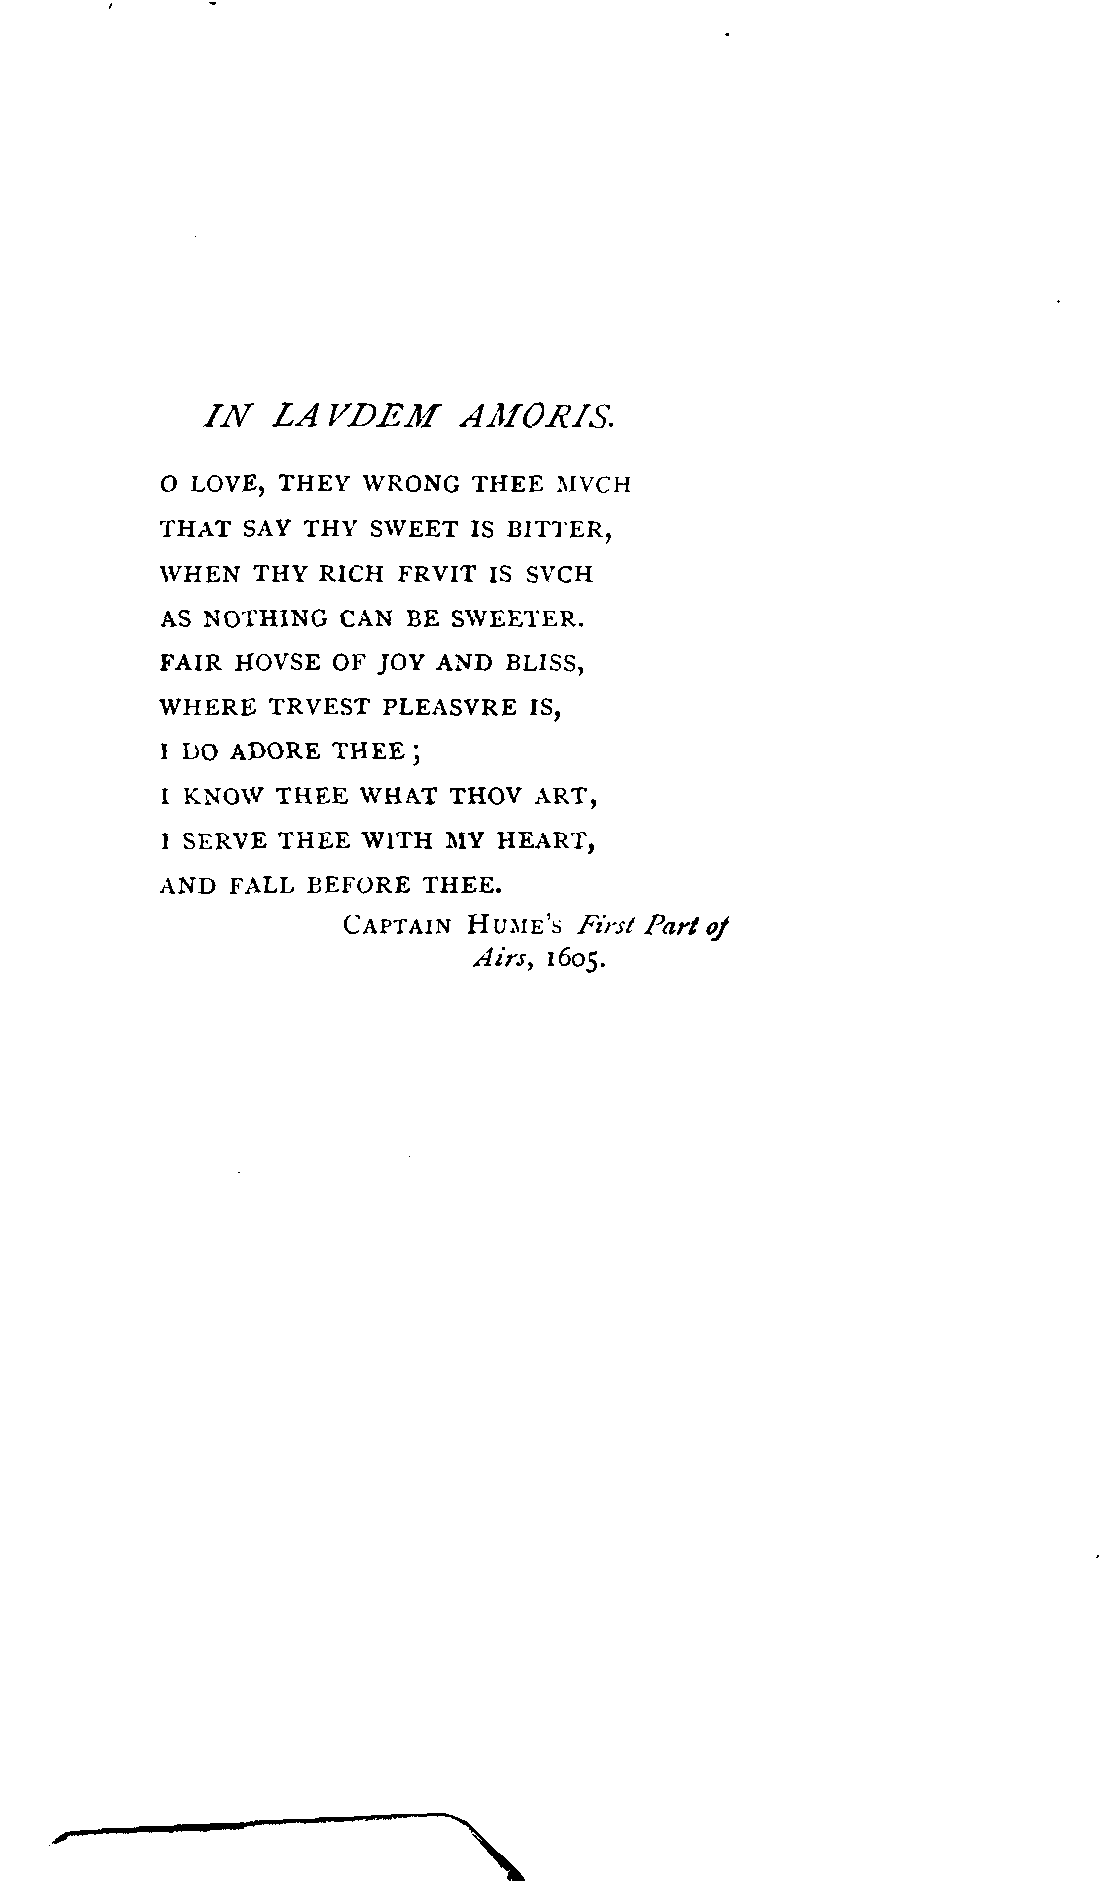 IN LAVDEM AMORIS.
O LOVE, THEY WRONG THEE MVCH
THAT SAY THY SWEET IS BITTER,
WHEN THY RICH FRVIT IS SVCH
AS NOTHING CAN BE SWEETER.
FAIR HOVSE OF JOY AND BLISS,
WHERE TRVEST PLEASVRE IS,
I DO ADORE THEE;
I KNOW THEE WHAT THOV ART,
I SERVE THEE WITH MY HEART,
AND FALL BEFORE THEE.
CAPTAIN HUME'S First Part of
Airs, 1605.